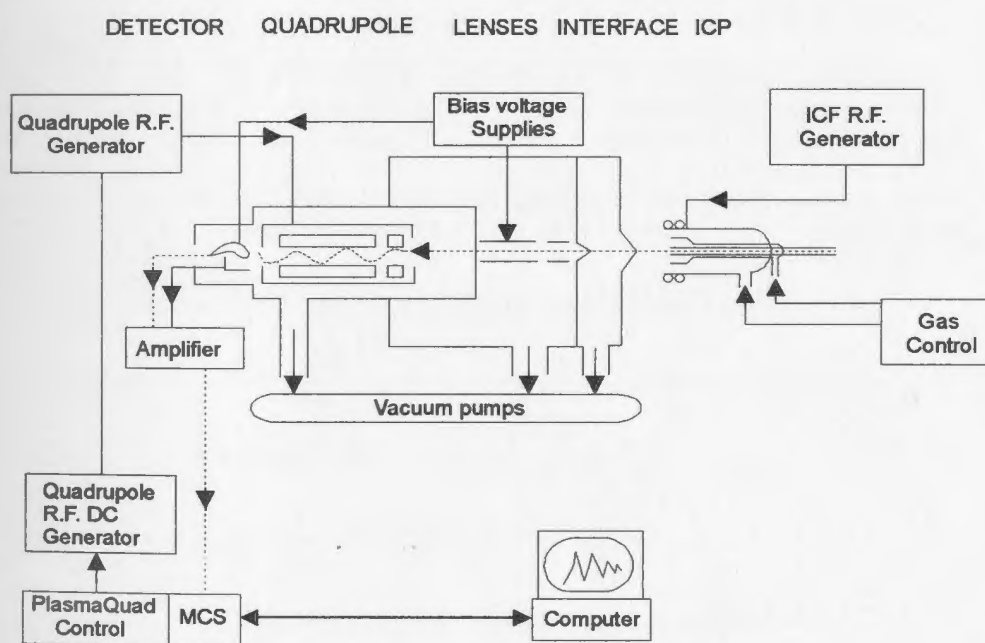 DETECTOR QUADRUPOLE LENSES INTERFACE ICP
Quadrupole R.F.
Generator
Bias voltage
Supplies
ICF R.F.
Generator
Amplifier
Gas
Control
Vacuum pumps
Quadrupole
R.F. DC
Generator
PlasmaQuad
Control
MCS
Computer